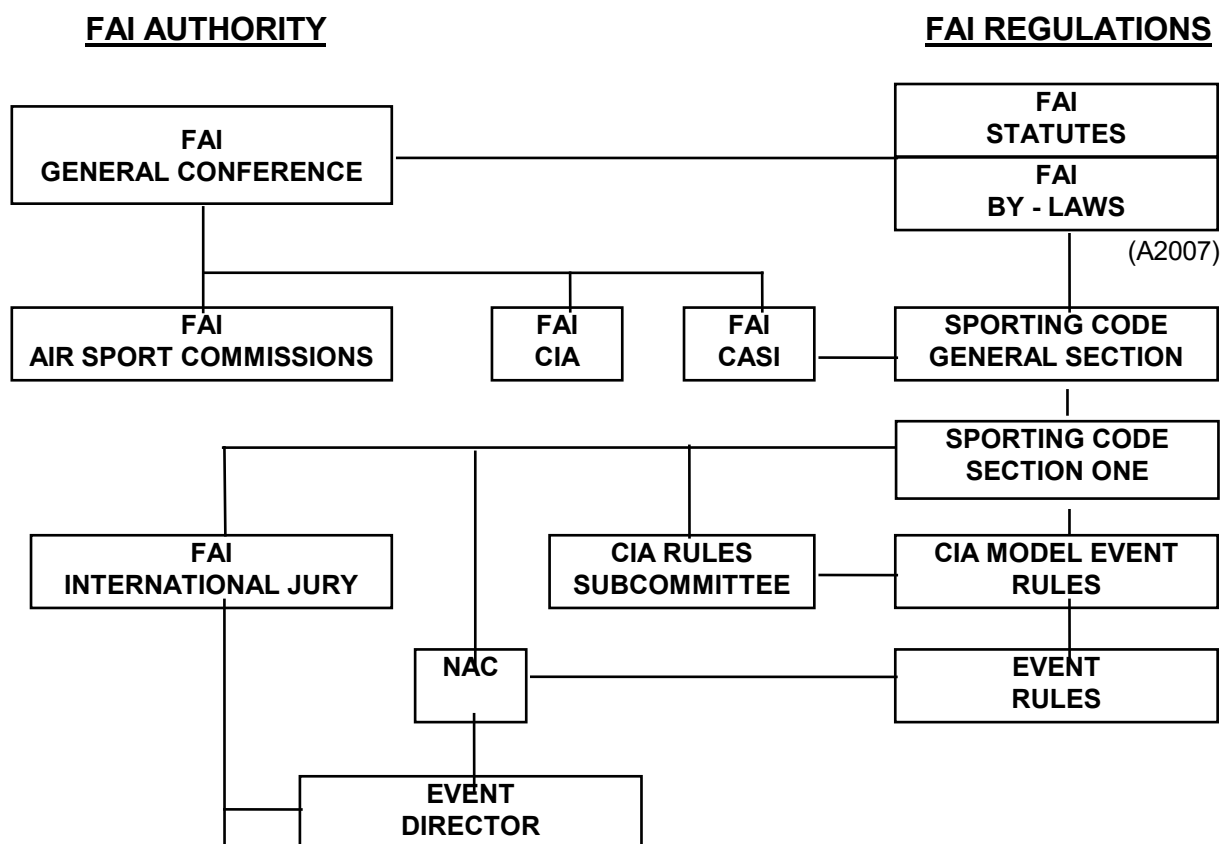 FAI AUTHORITY
FAI REGULATIONS
FAI
GENERAL CONFERENCE
FAI
STATUTES
FAI
BY - LAWS
(A2007)
FAI
AIR SPORT COMMISSIONS
FAI
CIA
FAI
CASI
SPORTING CODE
GENERAL SECTION
SPORTING CODE
SECTION ONE
FAI
INTERNATIONAL JURY
CIA RULES
SUBCOMMITTEE
CIA MODEL EVENT
RULES
NAC
EVENT
RULES
EVENT
DIRECTOR